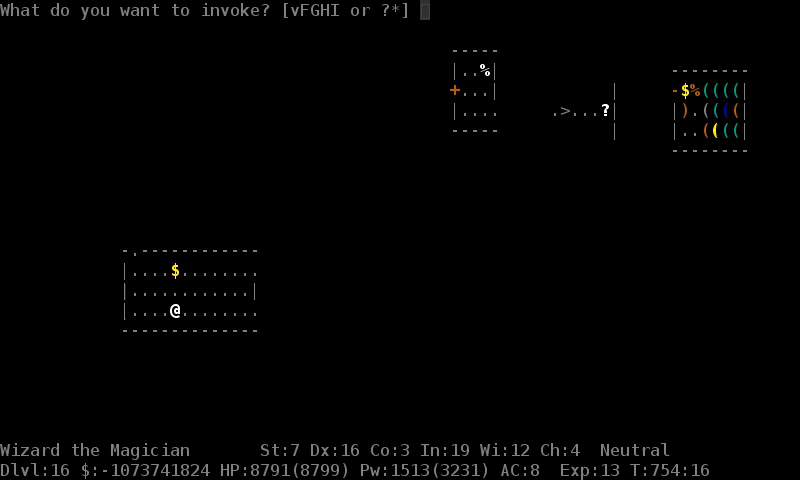 What do you want to invoke? [vFGHI or ?*]
-----
|..%|
+...| | -$%((((|
|.... .>...?| |).((((|
----- | |..((((|
--------
--------
-.-----------
|....$.......
|...........|
|....@.......
-------------
Wizard the Magician St:7 Dx:16 Co:3 In:19 Wi:12 Ch:4 Neutral
Dlvl:16 $:-1073741824 HP:8791(8799) Pw:1513(3231) AC:8 Exp:13 T:754:16